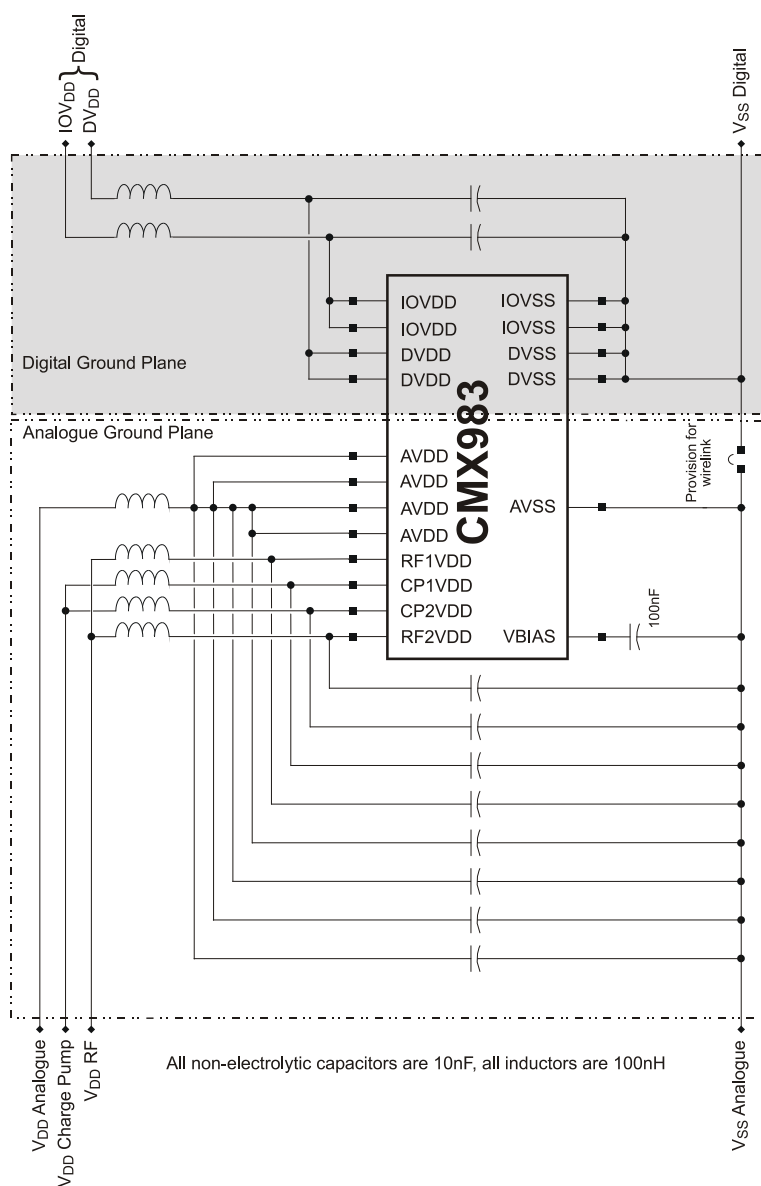 IOVDD
DVDD
Digital
VSS Digital
IOVDD
IOVDD
DVDD
DVDD
IOVSS
IOVSS
DVSS
DVSS
Digital Ground Plane
Analogue Ground Plane
CMX983
AVDD
AVDD
AVDD
AVDD
RF1VDD
CP1VDD
CP2VDD
RF2VDD
AVSS
VBIAS
Provision for
wirelink
100nF
VDD Analogue
VDD Charge Pump
VDD RF
All non-electrolytic capacitors are 10nF, all inductors are 100nH
VSS Analogue